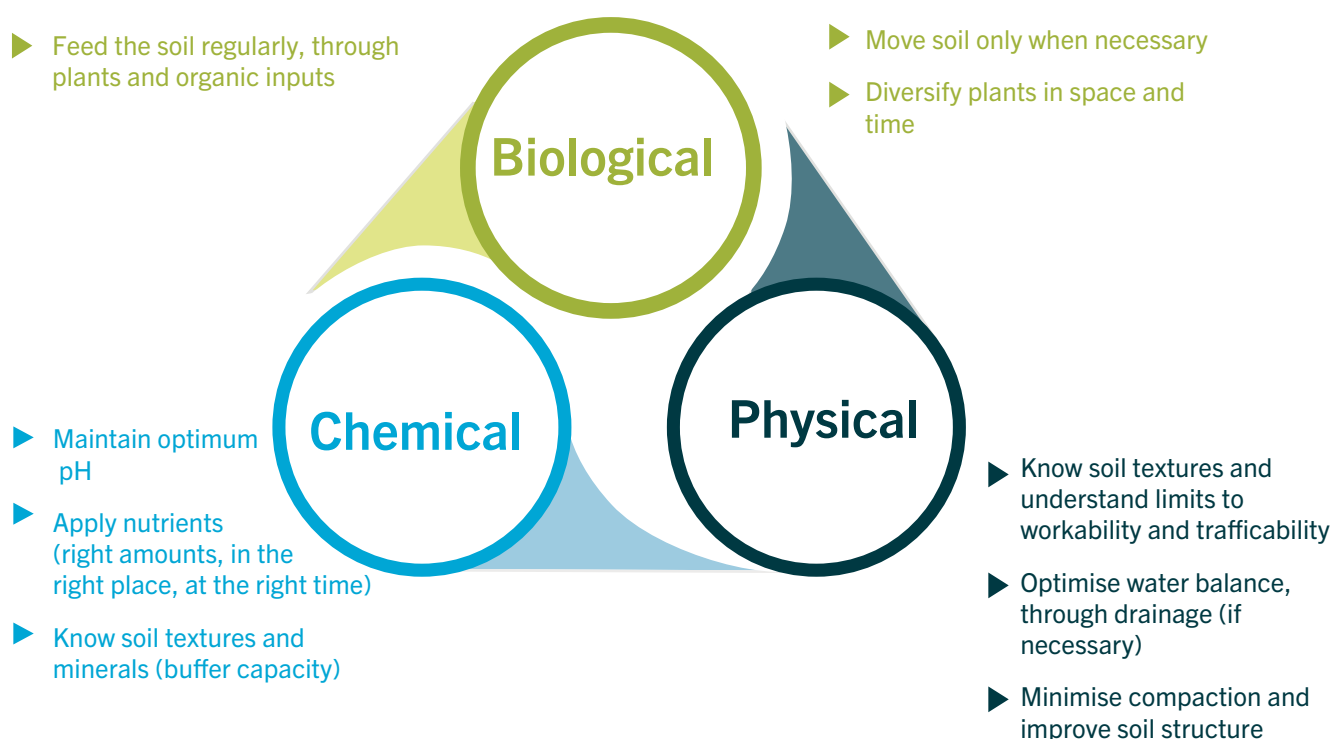 Feed the soil regularly, through
plants and organic inputs
Move soil only when necessary
Diversify plants in space and
time
Biological
Chemical
Physical
Maintain optimum
pH
Apply nutrients
(right amounts, in the
right place, at the right time)
Know soil textures and
minerals (buffer capacity)
Know soil textures and
understand limits to
workability and trafficability
Optimise water balance,
through drainage (if
necessary)
Minimise compaction and
improve soil structure